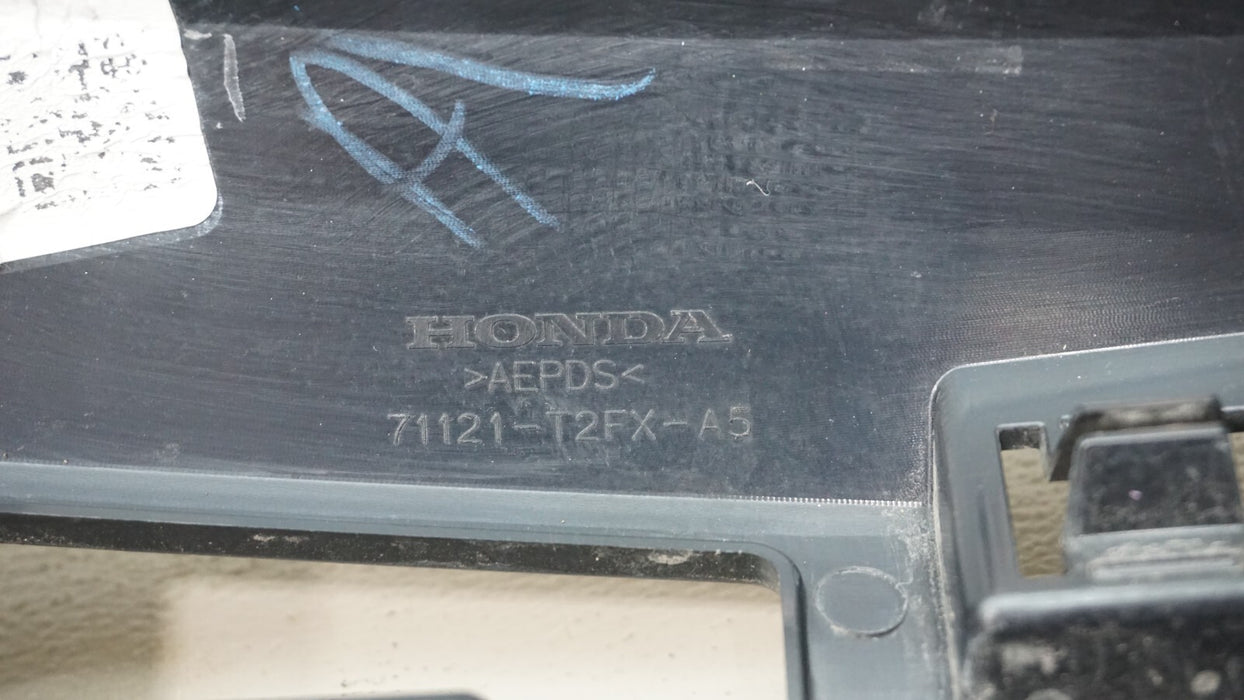 HONDA
>AEPDS<
71121-T2FX-A5